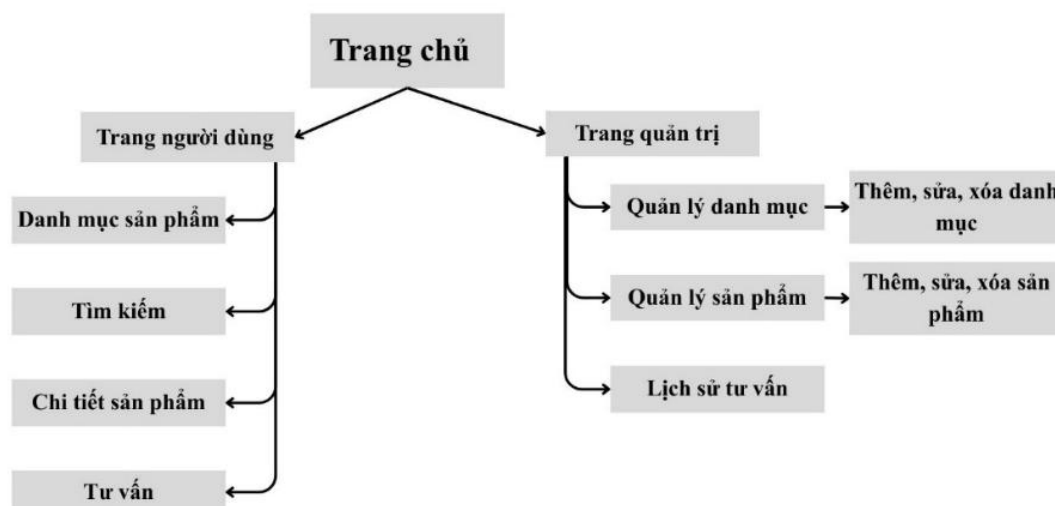 Trang chủ
Trang người dùng
Trang quản trị
Danh mục sản phẩm
Tìm kiếm
Chi tiết sản phẩm
Tư vấn
Quản lý danh mục
Thêm, sửa, xóa danh
mục
Quản lý sản phẩm
Thêm, sửa, xóa sản
phẩm
Lịch sử tư vấn